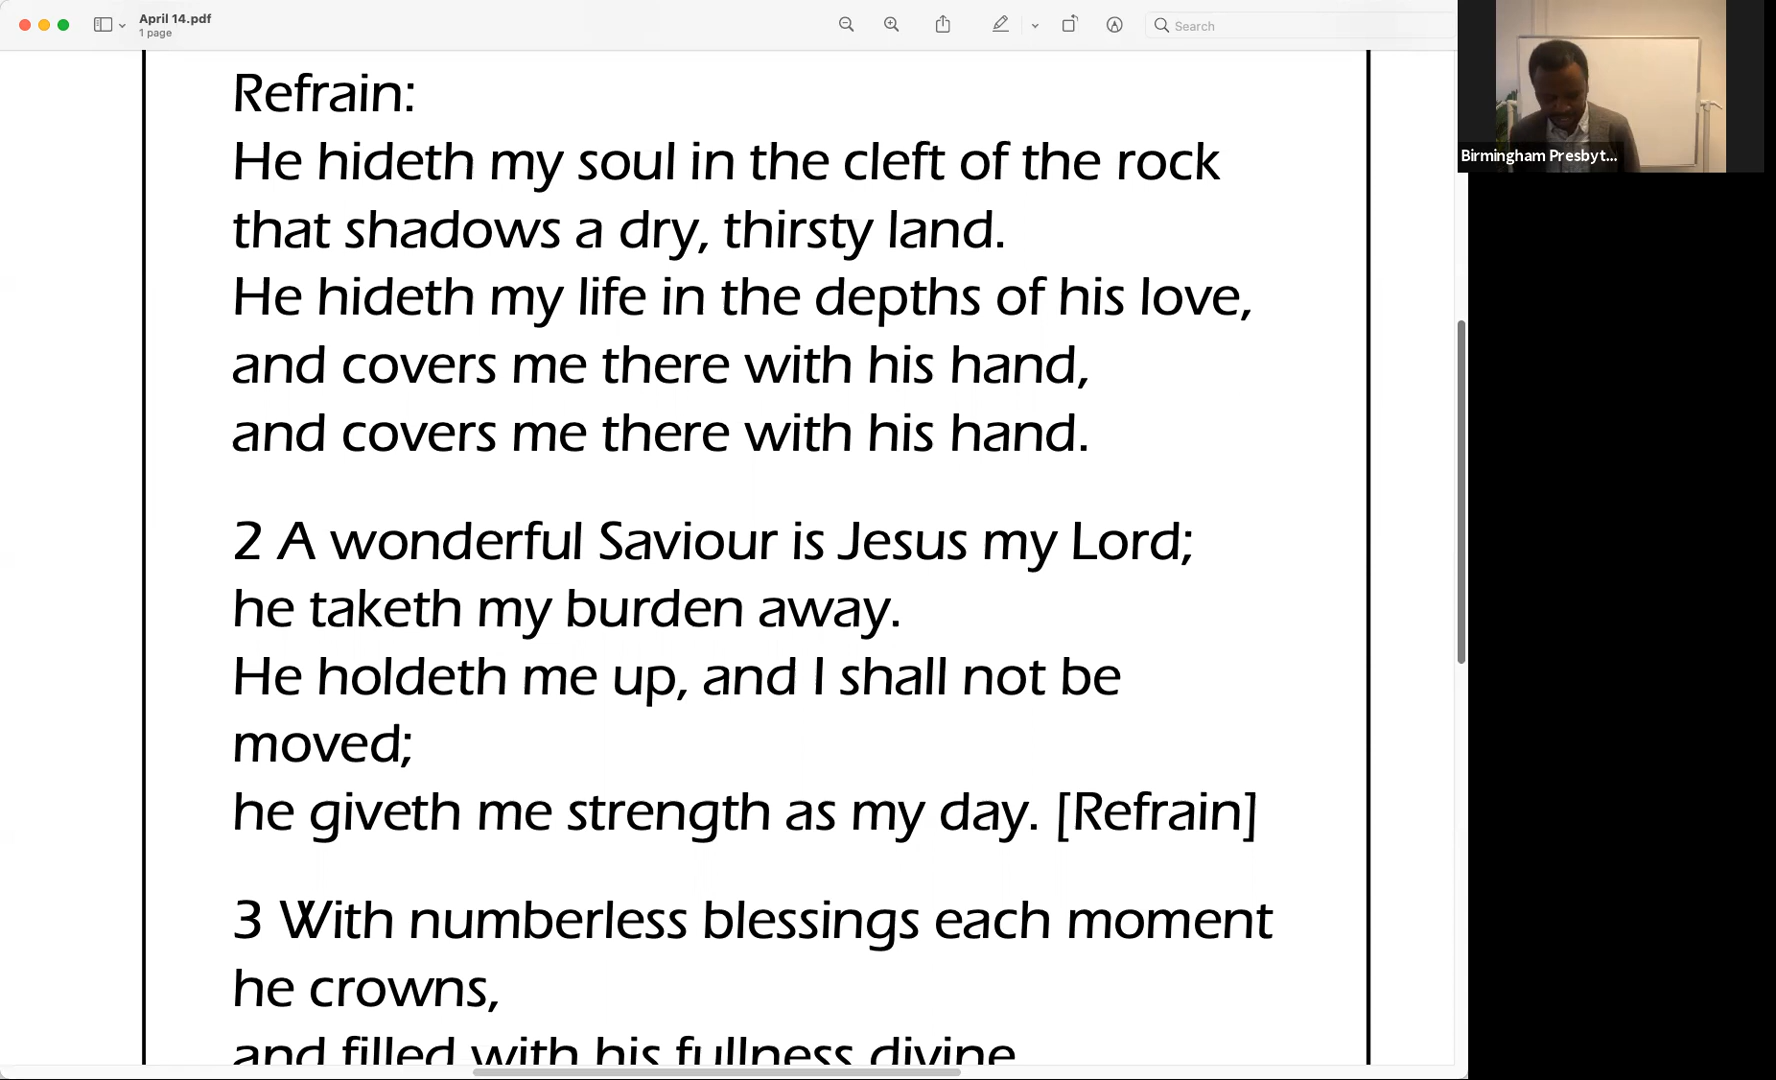 April 14.pdf
1 page
Search
Birmingham Presbyt...
Refrain:
He hideth my soul in the cleft of the rock
that shadows a dry, thirsty land.
He hideth my life in the depths of his love,
and covers me there with his hand,
and covers me there with his hand.
2 A wonderful Saviour is Jesus my Lord;
he taketh my burden away.
He holdeth me up, and I shall not be
moved;
he giveth me strength as my day. [Refrain]
3 With numberless blessings each moment
he crowns,
and filled with his fullness divine